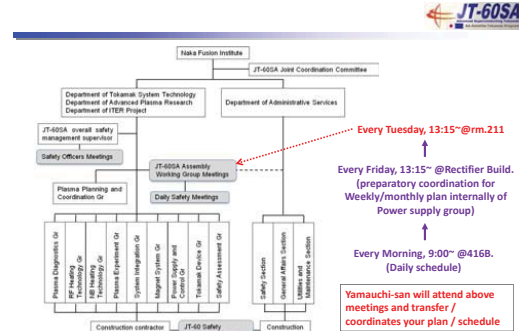 JT-60SA
Naka Fusion Institute
JT-60SA Joint Coordination Committee
Department of Tokamak System Technology
Department of Advanced Plasma Research
Department of ITER Project
Department of Administrative Services
JT-60SA overall safety
management supervisor
Safety Officers Meetings
JT-60SA Assembly
Working Group Meetings
Plasma Planning and
Coordination Gr
Daily Safety Meetings
Plasma Diagnostics Gr
RF Heating
Technology Gr
NB Heating
Technology Gr
Plasma Experiment Gr
System Integration Gr
Magnet System Gr
Power Supply and
Control Gr
Tokamak Device Gr
Safety Assessment Gr
Safety Section
General Affairs Section
Utilities and
Maintenance Section
Construction contractor
JT-60 Safety
Construction
Every Tuesday, 13:15~@rm.211
Every Friday, 13:15~ @Rectifier Build.
(preparatory coordination for
Weekly/monthly plan internally of
Power supply group)
Every Morning, 9:00~ @416B.
(Daily schedule)
Yamauchi-san will attend above
meetings and transfer /
coordinates your plan / schedule